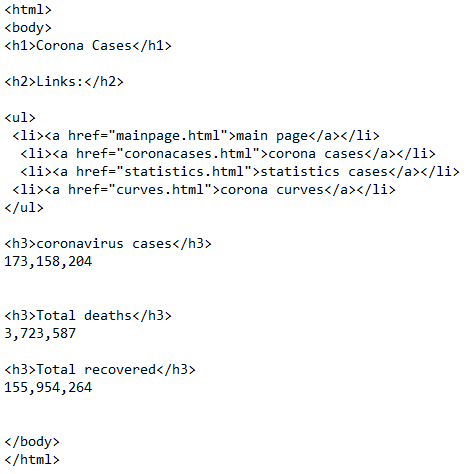 <html>
<body>
<h1>Corona Cases</h1>
<h2>Links:</h2>
<ul>
<li><a href="mainpage.html">main page</a></li>
<li><a href="coronacases.html">corona cases</a></li>
<li><a href="statistics.html">statistics cases</a></li>
<li><a href="curves.html">corona curves</a></li>
</ul>
<h3>coronavirus cases</h3>
173,158,204
<h3>Total deaths</h3>
3,723,587
<h3>Total recovered</h3>
155,954,264
</body>
</html>